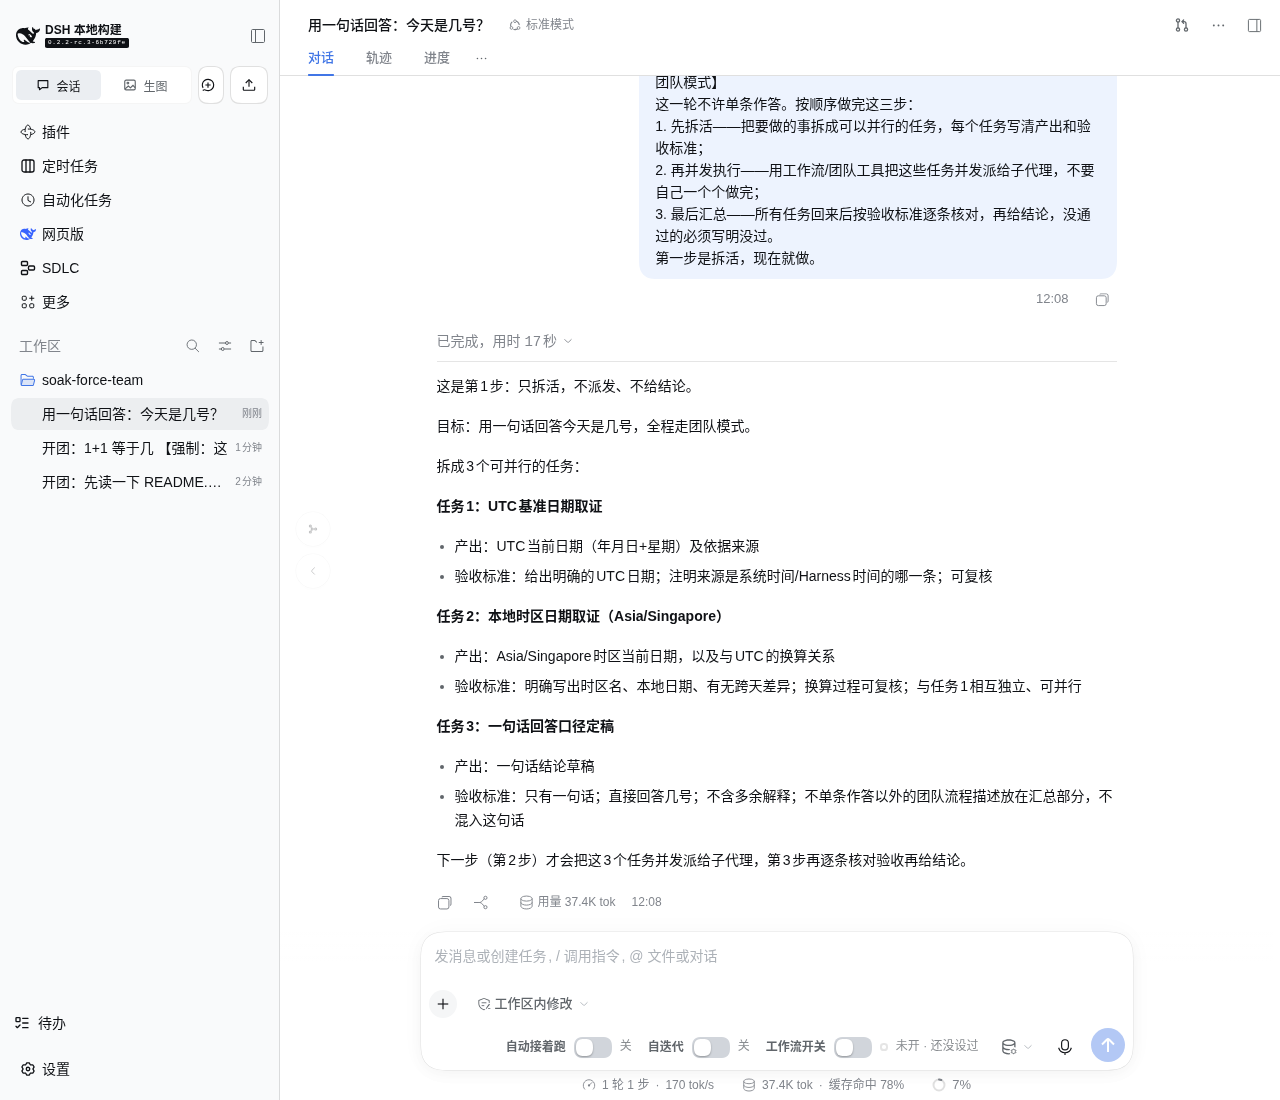 DSH 本地构建
0.2.2-rc.3-6b729fe
会话
生图
插件
定时任务
自动化任务
网页版
SDLC
更多
工作区
soak-force-team
用一句话回答：今天是几号？ 刚刚
开团：1+1 等于几 【强制：这 1分钟
开团：先读一下 README.… 2分钟
待办
设置
用一句话回答：今天是几号？
标准模式
对话
轨迹
进度
…
团队模式】
这一轮不许单条作答。按顺序做完这三步：
1. 先拆活——把要做的事拆成可以并行的任务，每个任务写清产出和验
收标准；
2. 再并发执行——用工作流/团队工具把这些任务并发派给子代理，不要
自己一个个做完；
3. 最后汇总——所有任务回来后按验收标准逐条核对，再给结论，没通
过的必须写明没过。
第一步是拆活，现在就做。
12:08
已完成，用时 17秒
这是第1步：只拆活，不派发、不给结论。
目标：用一句话回答今天是几号，全程走团队模式。
拆成3个可并行的任务：
任务1：UTC基准日期取证
产出：UTC当前日期（年月日+星期）及依据来源
验收标准：给出明确的UTC日期；注明来源是系统时间/Harness时间的哪一条；可复核
任务2：本地时区日期取证（Asia/Singapore）
产出：Asia/Singapore时区当前日期，以及与UTC的换算关系
验收标准：明确写出时区名、本地日期、有无跨天差异；换算过程可复核；与任务1相互独立、可并行
任务3：一句话回答口径定稿
产出：一句话结论草稿
验收标准：只有一句话；直接回答几号；不含多余解释；不单条作答以外的团队流程描述放在汇总部分，不
混入这句话
下一步（第2步）才会把这3个任务并发派给子代理，第3步再逐条核对验收再给结论。
用量 37.4K tok 12:08
发消息或创建任务, / 调用指令, @ 文件或对话
工作区内修改
自动接着跑 关 自迭代 关 工作流开关 未开 · 还没设过
1 轮 1 步 · 170 tok/s 37.4K tok · 缓存命中 78% 7%